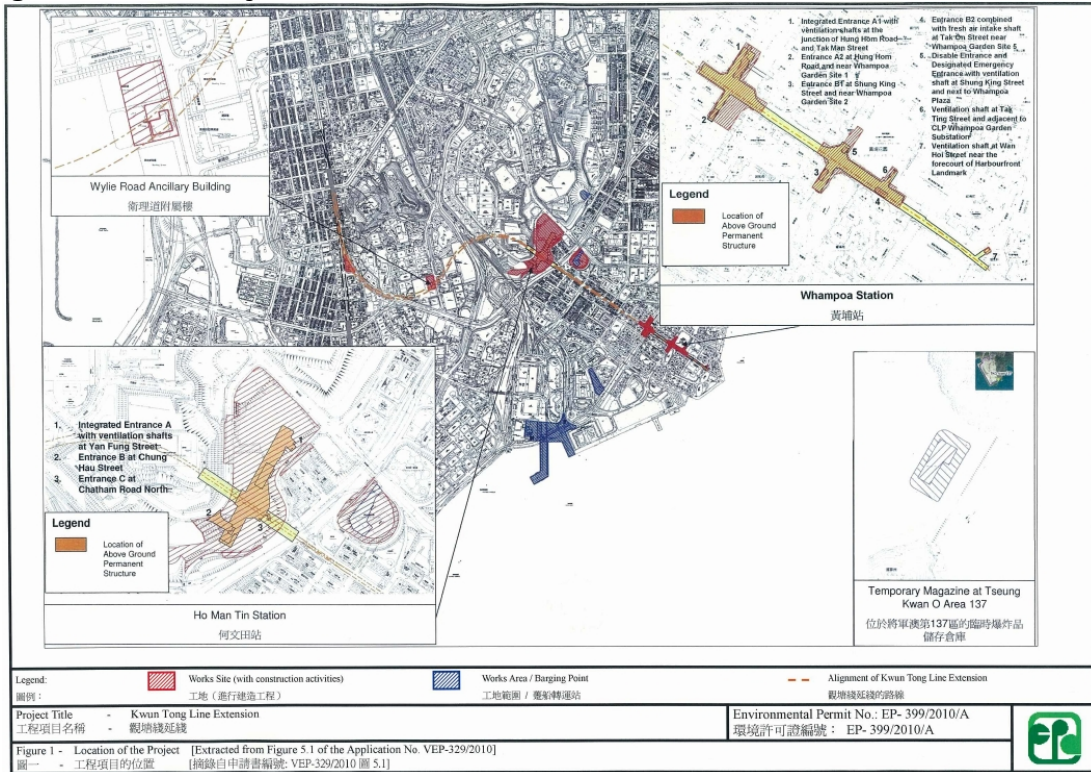 Wylie Road Ancillary Building
衛理道附屬樓
1. Integrated Entrance A1 with
ventilation shafts at the
junction of Hung Hom Road
and Tak Man Street
2. Entrance A2 at Hung Hom
Road and near Whampoa
Garden Site 1
3. Entrance B1 at Shung King
Street and near Whampoa
Garden Site 2
4. Entrance B2 combined
with fresh air intake shaft
at Tak On Street near
Whampoa Garden Site 5
5. Disable Entrance and
Designated Emergency
Entrance with ventilation
shaft at Shung King Street
and next to Whampoa
Plaza
6. Ventilation shaft at Tak
Ting Street and adjacent to
CLP Whampoa Garden
Substation
7. Ventilation shaft at Wan
Hoi Street near the
forecourt of Harbourfront
Landmark
1
2
3
4
5
6
7
Legend
Location of
Above Ground
Permanent
Structure
Whampoa Station
黃埔站
1. Integrated Entrance A
with ventilation shafts
at Yan Fung Street
2. Entrance B at Chung
Hau Street
3. Entrance C at
Chatham Road North
1
2
3
Legend
Location of
Above Ground
Permanent
Structure
Ho Man Tin Station
何文田站
Temporary Magazine at Tseung
Kwan O Area 137
位於將軍澳第137區的臨時爆炸品
儲存倉庫
Legend:
圖例：
Works Site (with construction activities)
工地（進行建造工程）
Works Area / Barging Point
工地範圍 / 躉船轉運站
Alignment of Kwun Tong Line Extension
觀塘綫延綫的路線
Project Title - Kwun Tong Line Extension
工程項目名稱 - 觀塘綫延綫
Environmental Permit No.: EP- 399/2010/A
環境許可證編號： EP- 399/2010/A
Figure 1 - Location of the Project [Extracted from Figure 5.1 of the Application No. VEP-329/2010]
圖一 - 工程項目的位置 [摘錄自申請書編號: VEP-329/2010 圖 5.1]